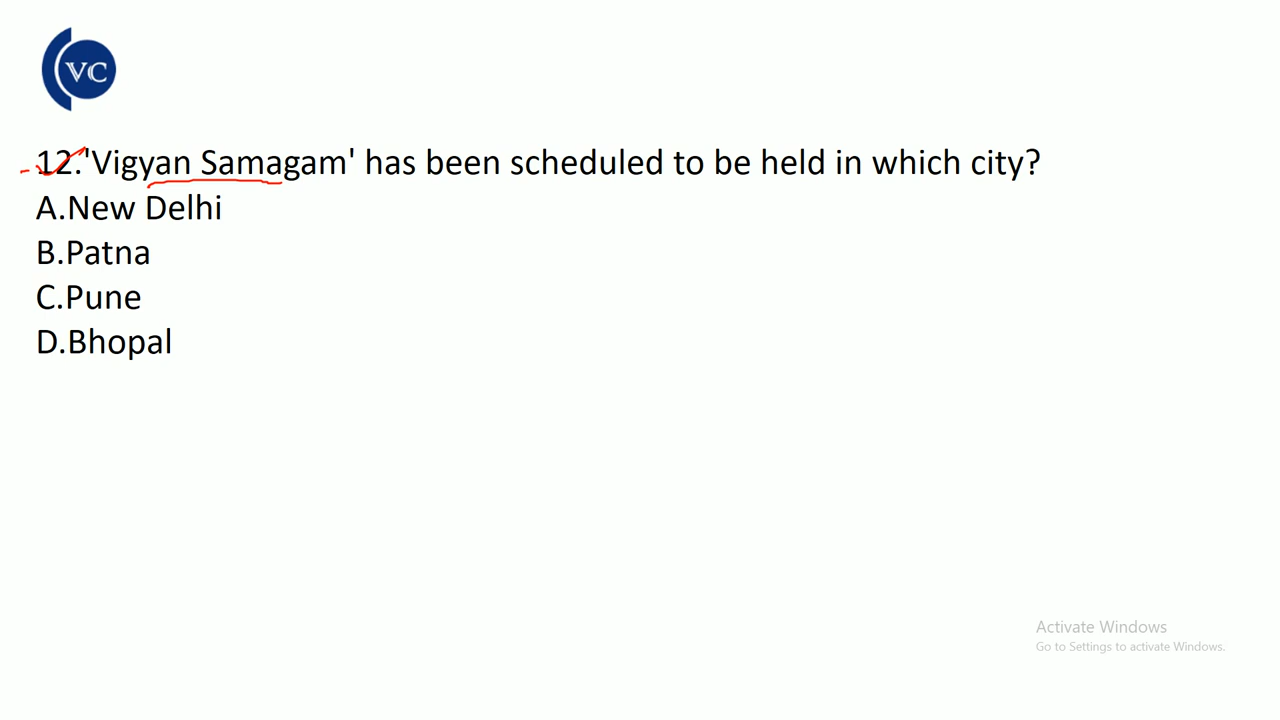 VC
12.'Vigyan Samagam' has been scheduled to be held in which city?
A.New Delhi
B.Patna
C.Pune
D.Bhopal
Activate Windows
Go to Settings to activate Windows.